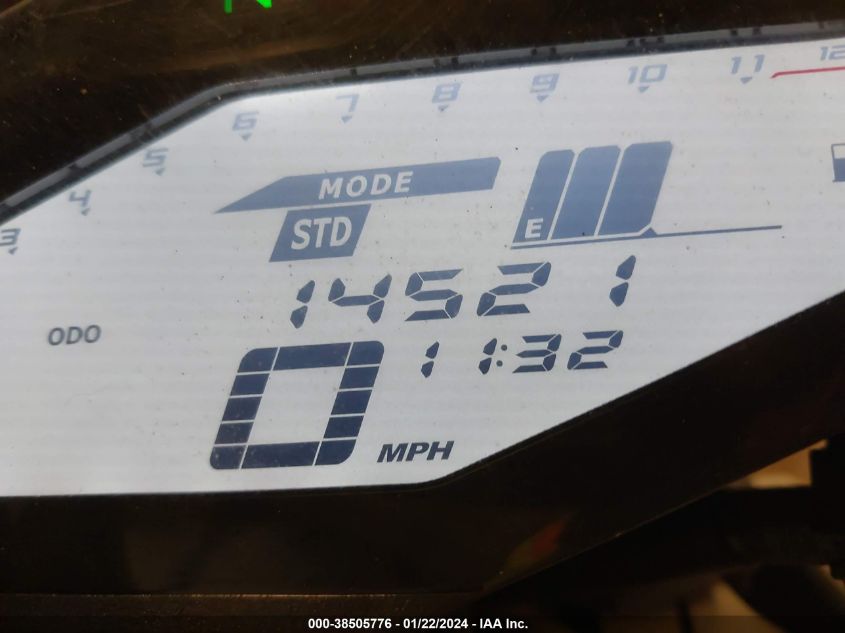 N
3 4 5 6 7 8 9 10 11 12
MODE
STD
E
ODO
14521
11:32
0 MPH
000-38505776 - 01/22/2024 - IAA Inc.